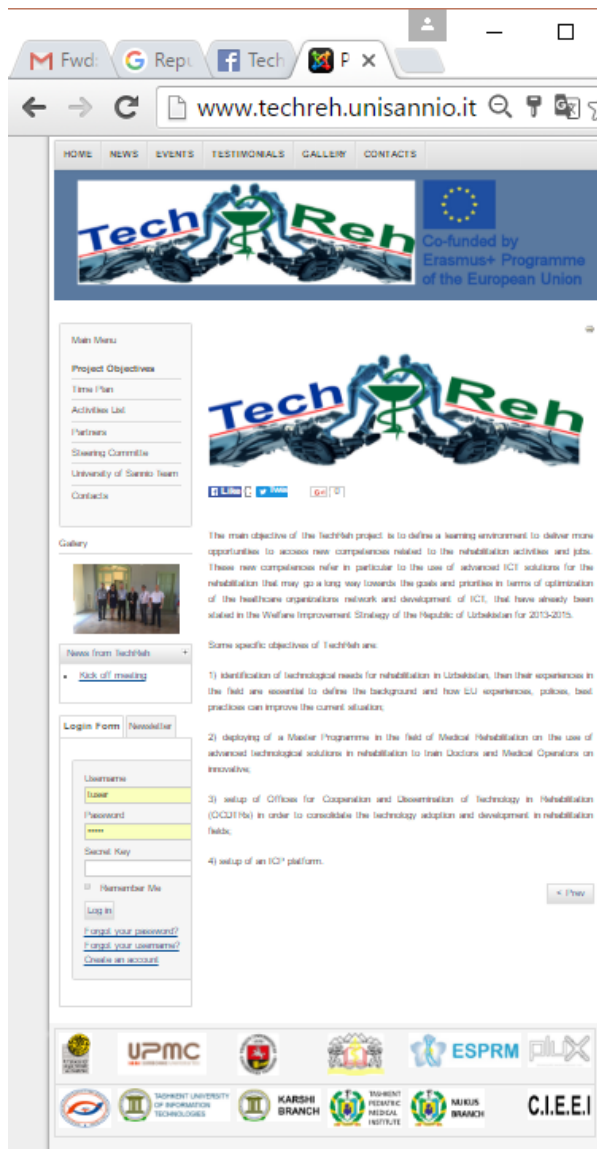 Fwd:
Repu
Tech
P
www.techreh.unisannio.it
HOME NEWS EVENTS TESTIMONIALS GALLERY CONTACTS
Tech Reh
Co-funded by
Erasmus+ Programme
of the European Union
Main Menu
Project Objectives
Time Plan
Activities List
Partners
Steering Committe
University of Sannio Team
Contacts
Gallery
News from TechReh +
Kick off meeting
Login Form Newsletter
Username
Password
•••••
Secret Key
Remember Me
Log in
Forgot your password?
Forgot your username?
Create an account
Tech Reh
Like
Tweet
G+ 0
The main objective of the TechReh project is to define a learning environment to deliver more
opportunities to access new competences related to the rehabilitation activities and jobs.
These new competences refer in particular to the use of advanced ICT solutions for the
rehabilitation that may go a long way towards the goals and priorities in terms of optimization
of the healthcare organizations network and development of ICT, that have already been
stated in the Welfare Improvement Strategy of the Republic of Uzbekistan for 2013-2015.
Some specific objectives of TechReh are:
1) identification of technological needs for rehabilitation in Uzbekistan, then their experiences in
the field are essential to define the background and how EU experiences, polices, best
practices can improve the current situation;
2) deploying of a Master Programme in the field of Medical Rehabilitation on the use of
advanced technological solutions in rehabilitation to train Doctors and Medical Operators on
innovative;
3) setup of Offices for Cooperation and Dissemination of Technology in Rehabilitation
(OCDTRs) in order to consolidate the technology adoption and development in rehabilitation
fields;
4) setup of an ICP platform.
< Prev
UPMC
ESPRM
plux
TASHKENT UNIVERSITY
OF INFORMATION
TECHNOLOGIES
KARSHI
BRANCH
TASHKENT
PEDIATRIC
MEDICAL
INSTITUTE
NUKUS
BRANCH
C.I.E.E.I